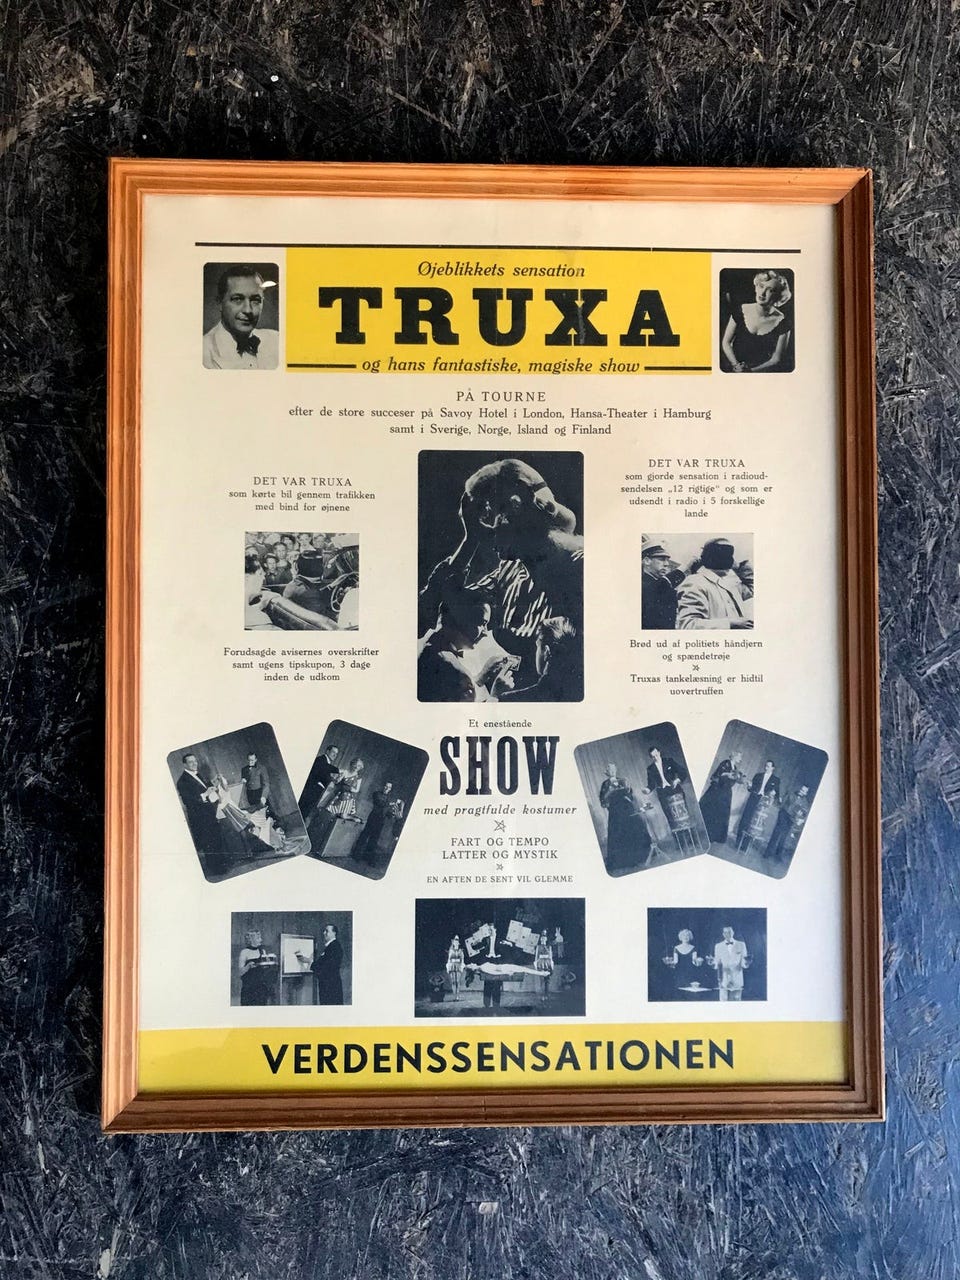 Øjeblikkets sensation
TRUXA
og hans fantastiske, magiske show
PÅ TOURNE
efter de store succeser på Savoy Hotel i London, Hansa-Theater i Hamburg
samt i Sverige, Norge, Island og Finland
DET VAR TRUXA
som kørte bil gennem trafikken
med bind for øjnene
Forudsagde avisernes overskrifter
samt ugens tipskupon, 3 dage
inden de udkom
DET VAR TRUXA
som gjorde sensation i radioud-
sendelsen „12 rigtige" og som er
udsendt i radio i 5 forskellige
lande
Brød ud af politiets håndjern
og spændetrøje
Truxas tankelæsning er hidtil
uovertruffen
Et enestående
SHOW
med pragtfulde kostumer
FART OG TEMPO
LATTER OG MYSTIK
EN AFTEN DE SENT VIL GLEMME
VERDENSSENSATIONEN